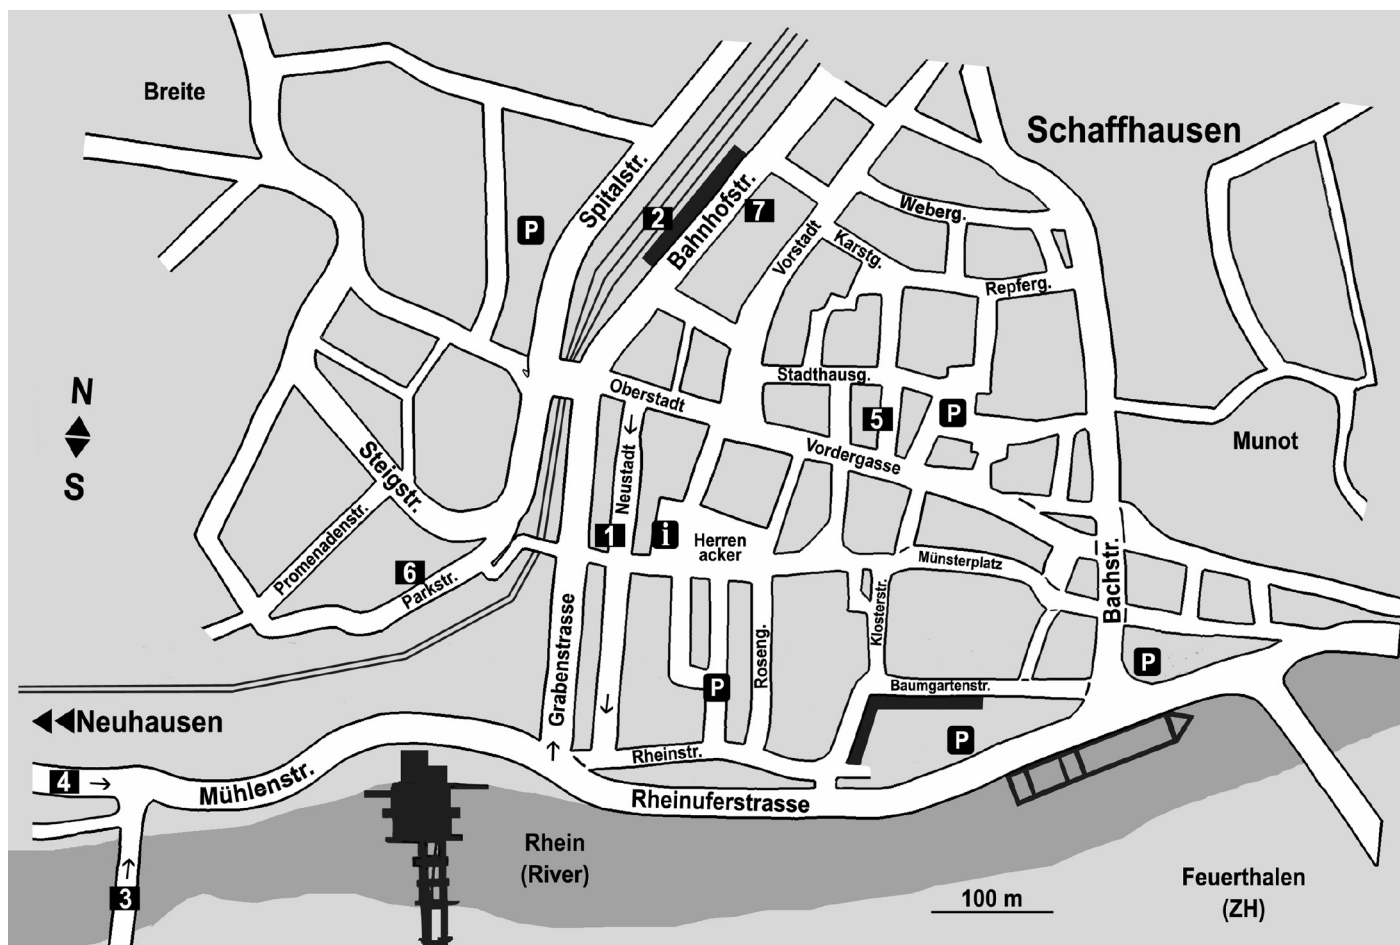 Breite
Schaffhausen
Spitalstr.
P
2
Bahnhofstr.
7
Vorstadt
Weberg.
Karstg.
Repferg.
N
S
Oberstadt
Stadthausg.
5
P
Munot
Steigstr.
Neustadt
Vordergasse
Promenadenstr.
1
i
Herren
acker
Münsterplatz
Bachstr.
6
Parkstr.
Grabenstrasse
Roseng.
Klosterstr.
P
P
Baumgartenstr.
Neuhausen
P
Rheinstr.
4
Mühlenstr.
Rheinuferstrasse
3
Rhein
(River)
100 m
Feuerthalen
(ZH)